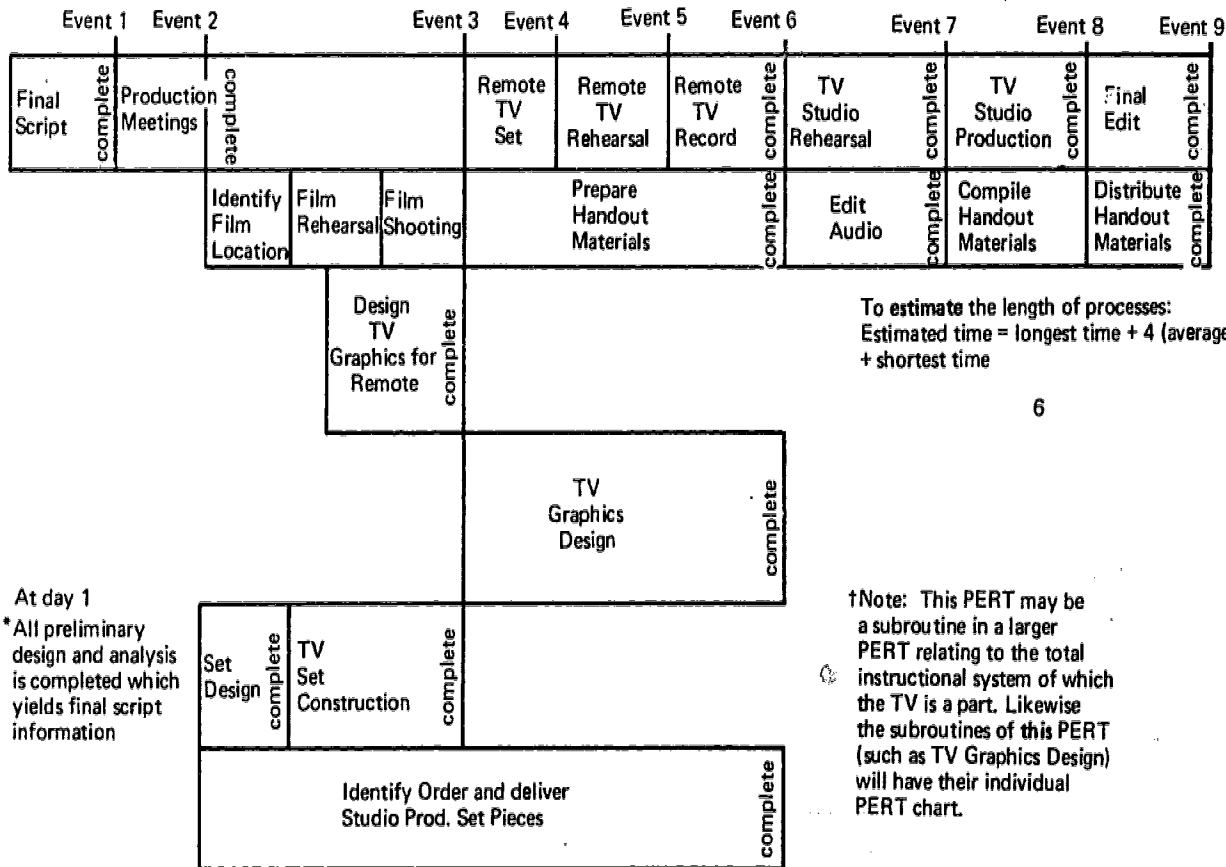 Event 1 Event 2 Event 3 Event 4 Event 5 Event 6 Event 7 Event 8 Event 9
Final
Script
complete
Production
Meetings
complete
Remote
TV
Set
Remote
TV
Rehearsal
Remote
TV
Record
complete
TV
Studio
Rehearsal
complete
TV
Studio
Production
complete
Final
Edit
complete
Identify
Film
Location
Film
Rehearsal
Film
Shooting
Prepare
Handout
Materials
complete
Edit
Audio
complete
Compile
Handout
Materials
Distribute
Handout
Materials
complete
Design
TV
Graphics for
Remote
complete
To estimate the length of processes:
Estimated time = longest time + 4 (average
+ shortest time
6
TV
Graphics
Design
complete
At day 1
*All preliminary
design and analysis
is completed which
yields final script
information
Set
Design
complete
TV
Set
Construction
complete
†Note: This PERT may be
a subroutine in a larger
PERT relating to the total
instructional system of which
the TV is a part. Likewise
the subroutines of this PERT
(such as TV Graphics Design)
will have their individual
PERT chart.
Identify Order and deliver
Studio Prod. Set Pieces
complete